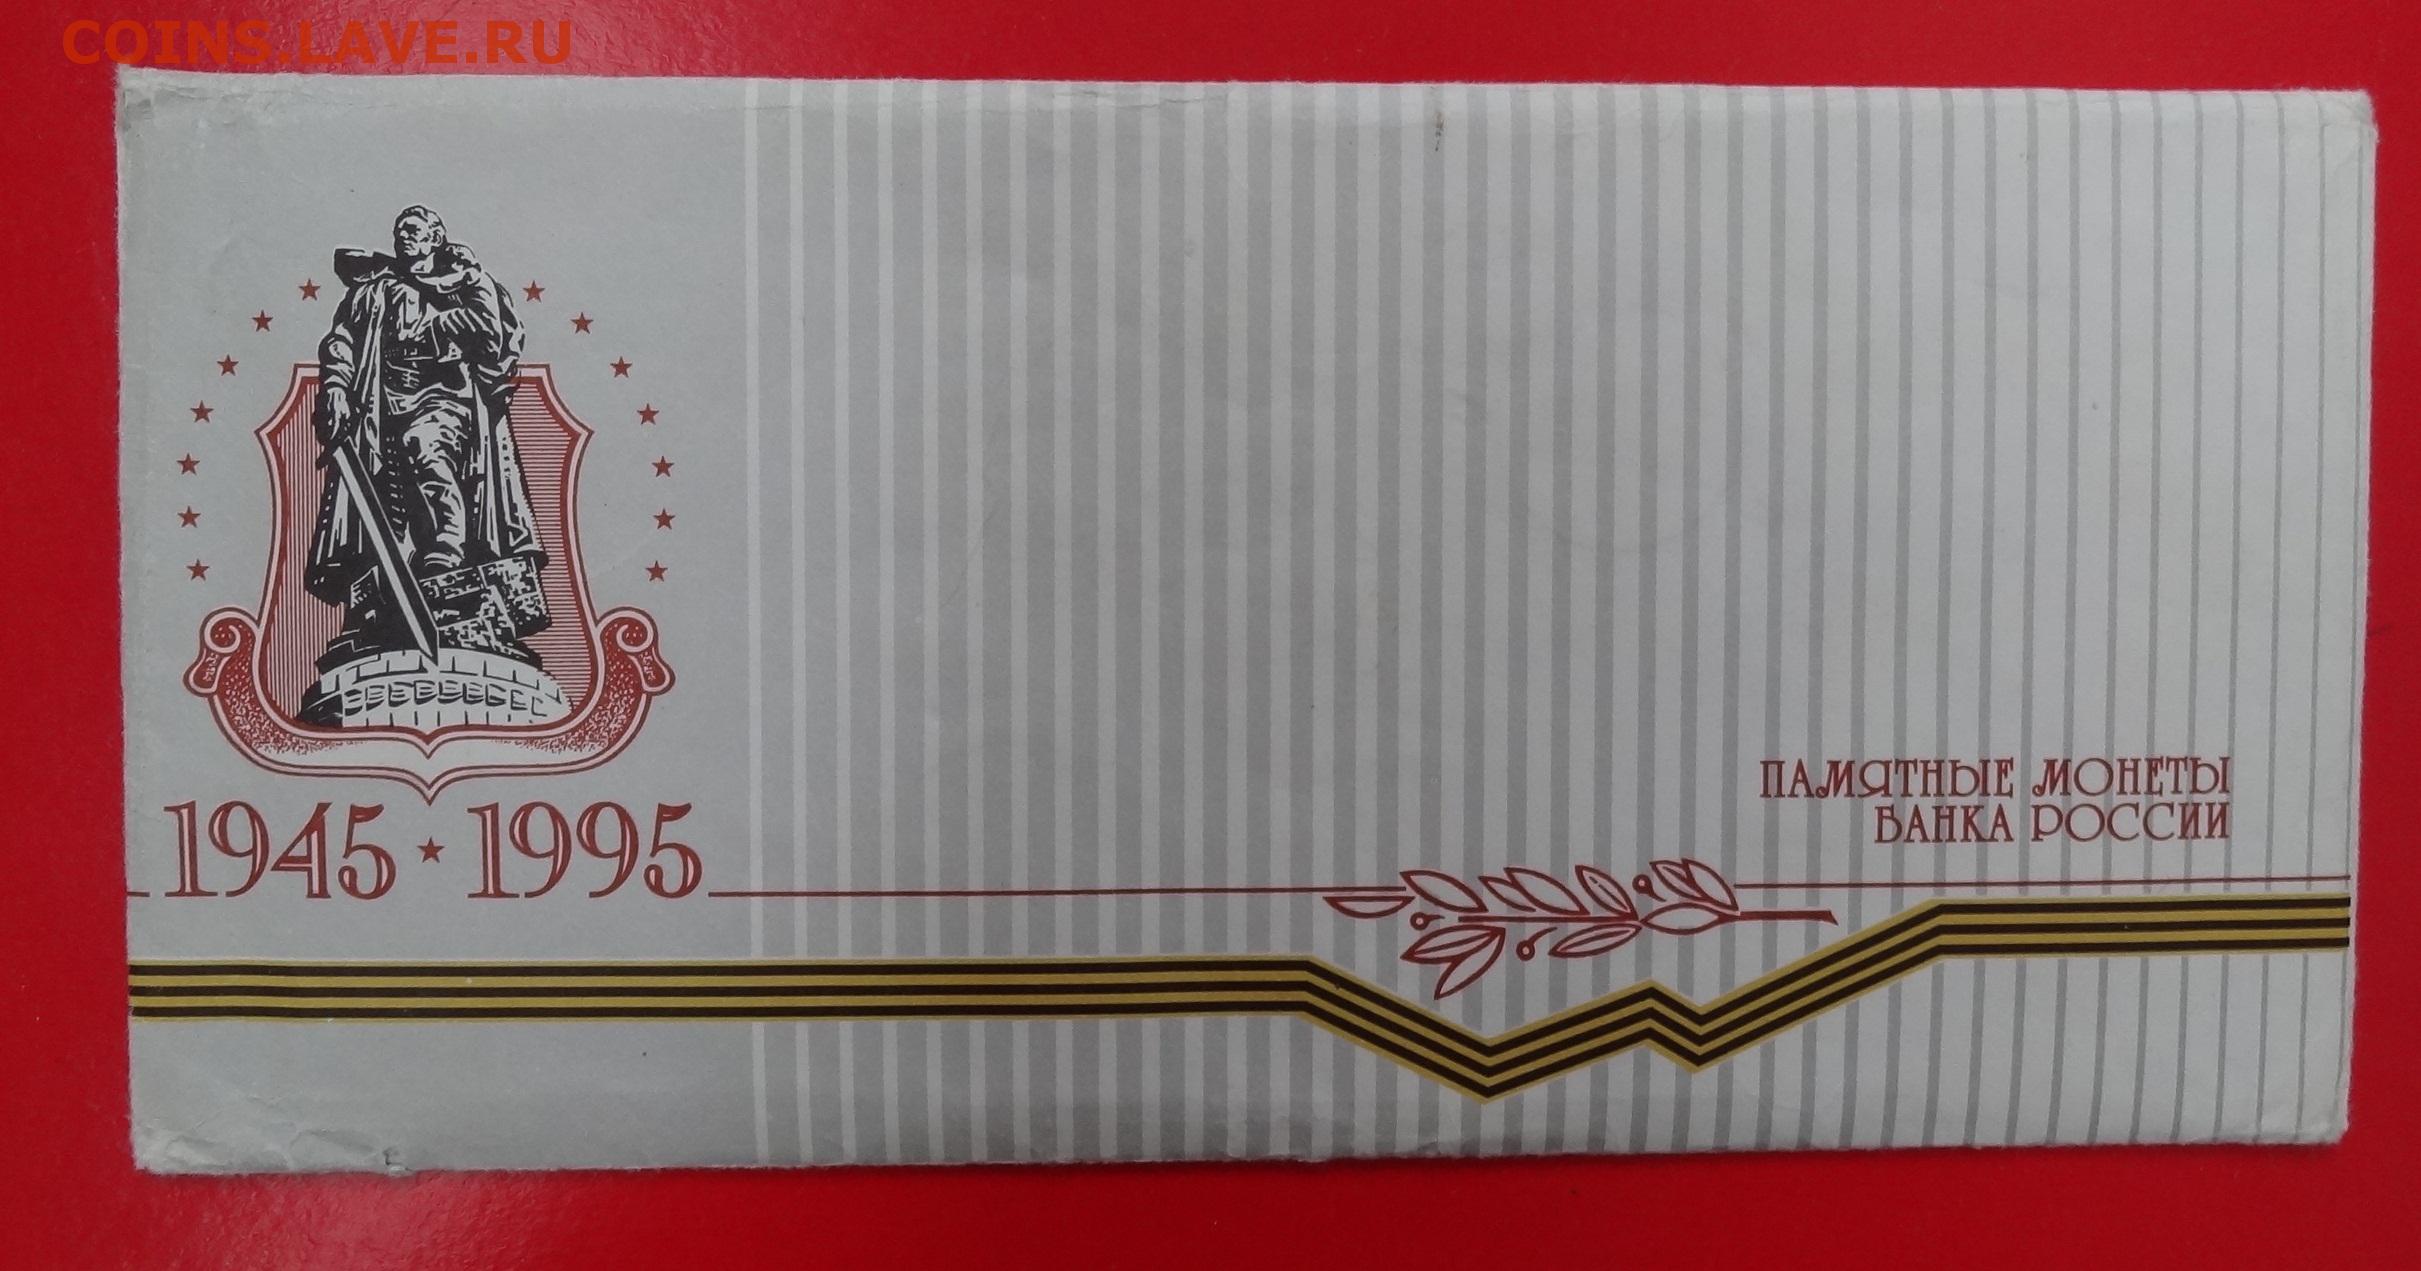 COINS.LAVE.RU
1945 ★ 1995
ПАМЯТНЫЕ МОНЕТЫ
БАНКА РОССИИ